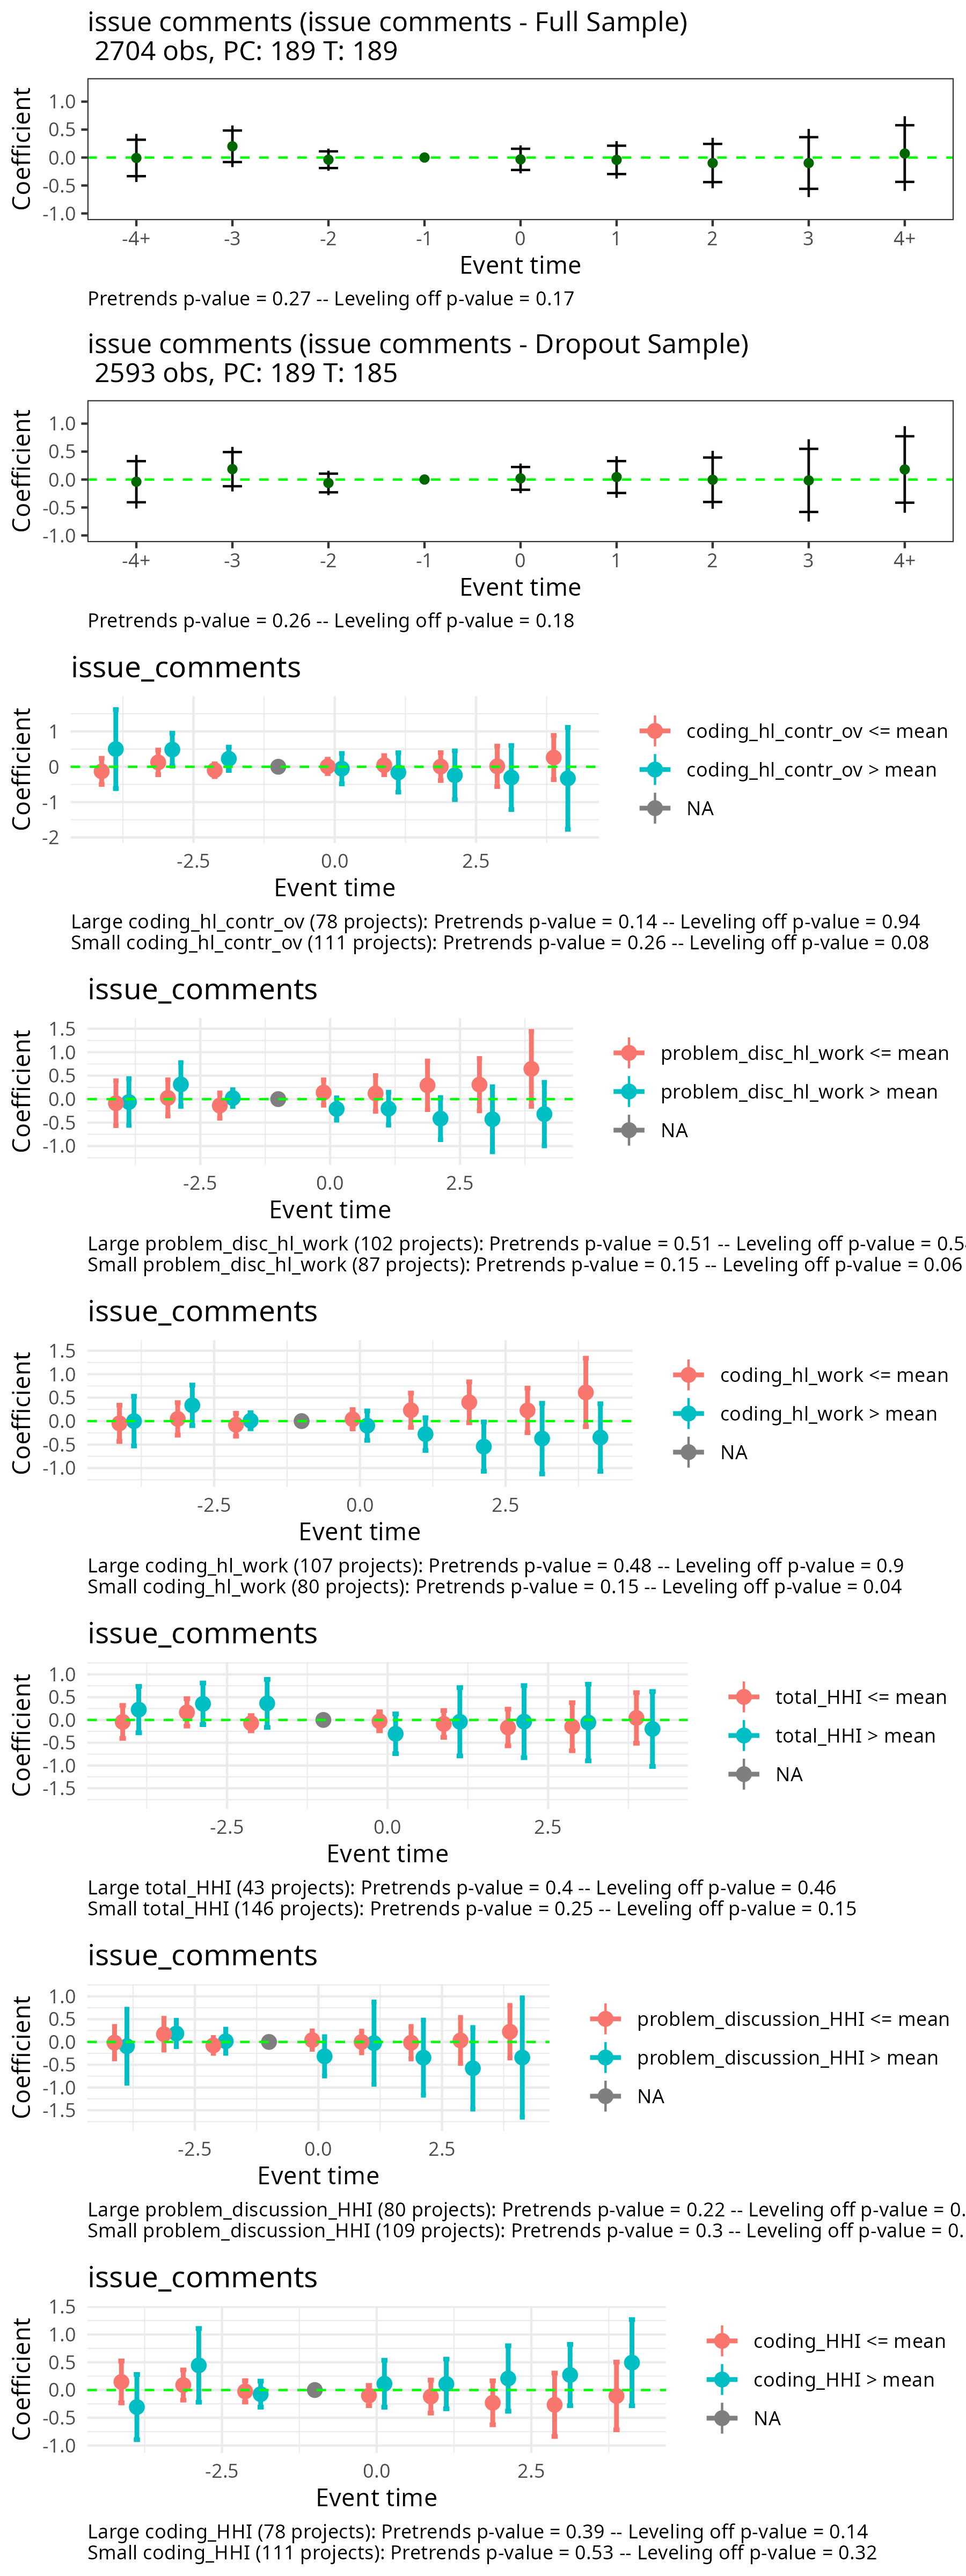 issue comments (issue comments - Full Sample)
2704 obs, PC: 189 T: 189
Coefficient
1.0
0.5
0.0
-0.5
-1.0
-4+ -3 -2 -1 0 1 2 3 4+
Event time
Pretrends p-value = 0.27 -- Leveling off p-value = 0.17
issue comments (issue comments - Dropout Sample)
2593 obs, PC: 189 T: 185
Coefficient
1.0
0.5
0.0
-0.5
-1.0
-4+ -3 -2 -1 0 1 2 3 4+
Event time
Pretrends p-value = 0.26 -- Leveling off p-value = 0.18
issue_comments
Coefficient
1
0
-1
-2
-2.5 0.0 2.5
Event time
coding_hl_contr_ov <= mean
coding_hl_contr_ov > mean
NA
Large coding_hl_contr_ov (78 projects): Pretrends p-value = 0.14 -- Leveling off p-value = 0.94
Small coding_hl_contr_ov (111 projects): Pretrends p-value = 0.26 -- Leveling off p-value = 0.08
issue_comments
Coefficient
1.5
1.0
0.5
0.0
-0.5
-1.0
-2.5 0.0 2.5
Event time
problem_disc_hl_work <= mean
problem_disc_hl_work > mean
NA
Large problem_disc_hl_work (102 projects): Pretrends p-value = 0.51 -- Leveling off p-value = 0.5
Small problem_disc_hl_work (87 projects): Pretrends p-value = 0.15 -- Leveling off p-value = 0.06
issue_comments
Coefficient
1.5
1.0
0.5
0.0
-0.5
-1.0
-2.5 0.0 2.5
Event time
coding_hl_work <= mean
coding_hl_work > mean
NA
Large coding_hl_work (107 projects): Pretrends p-value = 0.48 -- Leveling off p-value = 0.9
Small coding_hl_work (80 projects): Pretrends p-value = 0.15 -- Leveling off p-value = 0.04
issue_comments
Coefficient
1.0
0.5
0.0
-0.5
-1.0
-1.5
-2.5 0.0 2.5
Event time
total_HHI <= mean
total_HHI > mean
NA
Large total_HHI (43 projects): Pretrends p-value = 0.4 -- Leveling off p-value = 0.46
Small total_HHI (146 projects): Pretrends p-value = 0.25 -- Leveling off p-value = 0.15
issue_comments
Coefficient
1.0
0.5
0.0
-0.5
-1.0
-1.5
-2.5 0.0 2.5
Event time
problem_discussion_HHI <= mean
problem_discussion_HHI > mean
NA
Large problem_discussion_HHI (80 projects): Pretrends p-value = 0.22 -- Leveling off p-value = 0.
Small problem_discussion_HHI (109 projects): Pretrends p-value = 0.3 -- Leveling off p-value = 0.
issue_comments
Coefficient
1.5
1.0
0.5
0.0
-0.5
-1.0
-2.5 0.0 2.5
Event time
coding_HHI <= mean
coding_HHI > mean
NA
Large coding_HHI (78 projects): Pretrends p-value = 0.39 -- Leveling off p-value = 0.14
Small coding_HHI (111 projects): Pretrends p-value = 0.53 -- Leveling off p-value = 0.32